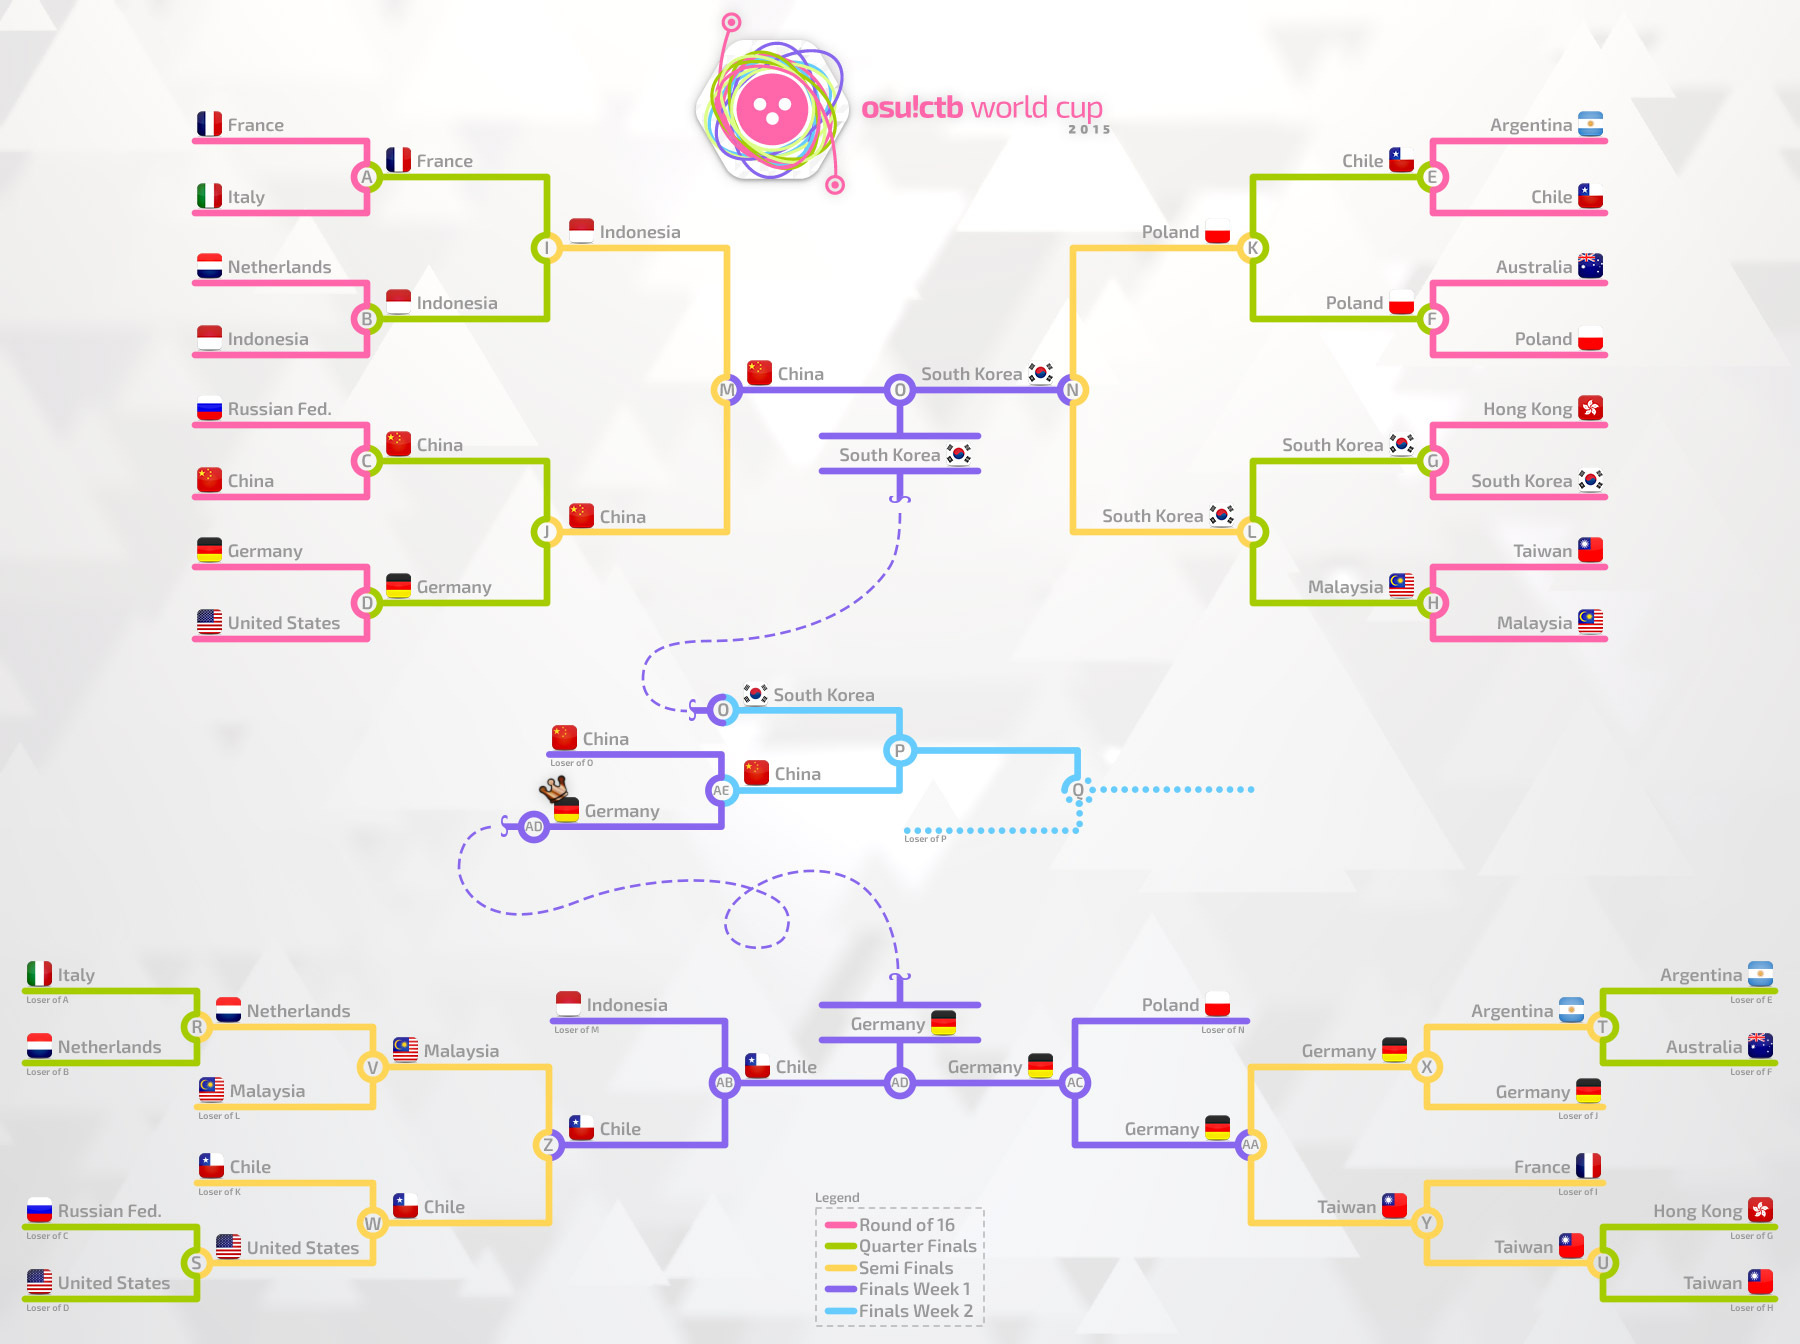 osu!ctb world cup
2015
France
Italy
A
France
Netherlands
Indonesia
B
Indonesia
I
Indonesia
Russian Fed.
China
C
China
Germany
United States
D
Germany
J
China
M
China
O
South Korea
South Korea
N
Argentina
Chile
E
Chile
Australia
Poland
F
Poland
K
Poland
Hong Kong
South Korea
G
South Korea
Taiwan
Malaysia
H
Malaysia
L
South Korea
O
South Korea
China
Loser of O
AD
Germany
AE
China
P
Q
Loser of P
Italy
Loser of A
Netherlands
Loser of B
R
Netherlands
Malaysia
Loser of L
V
Malaysia
Chile
Loser of K
Russian Fed.
Loser of C
United States
Loser of D
S
United States
W
Chile
Z
Chile
Indonesia
Loser of M
AB
Chile
Germany
AD
Germany
AC
Poland
Loser of N
Germany
AA
Germany
X
Argentina
T
Argentina
Loser of E
Australia
Loser of F
Germany
Loser of J
France
Loser of I
Taiwan
Y
Taiwan
U
Hong Kong
Loser of G
Taiwan
Loser of H
Legend
Round of 16
Quarter Finals
Semi Finals
Finals Week 1
Finals Week 2